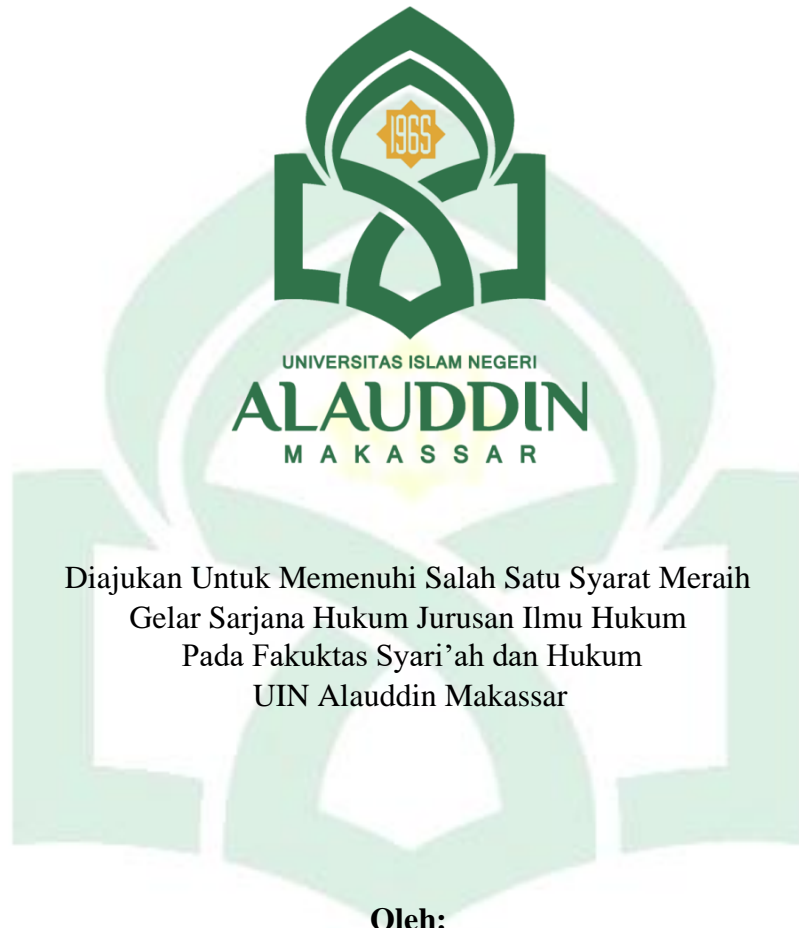 1965
UNIVERSITAS ISLAM NEGERI
ALAUDDIN
MAKASSAR
Diajukan Untuk Memenuhi Salah Satu Syarat Meraih
Gelar Sarjana Hukum Jurusan Ilmu Hukum
Pada Fakuktas Syari’ah dan Hukum
UIN Alauddin Makassar
Oleh: